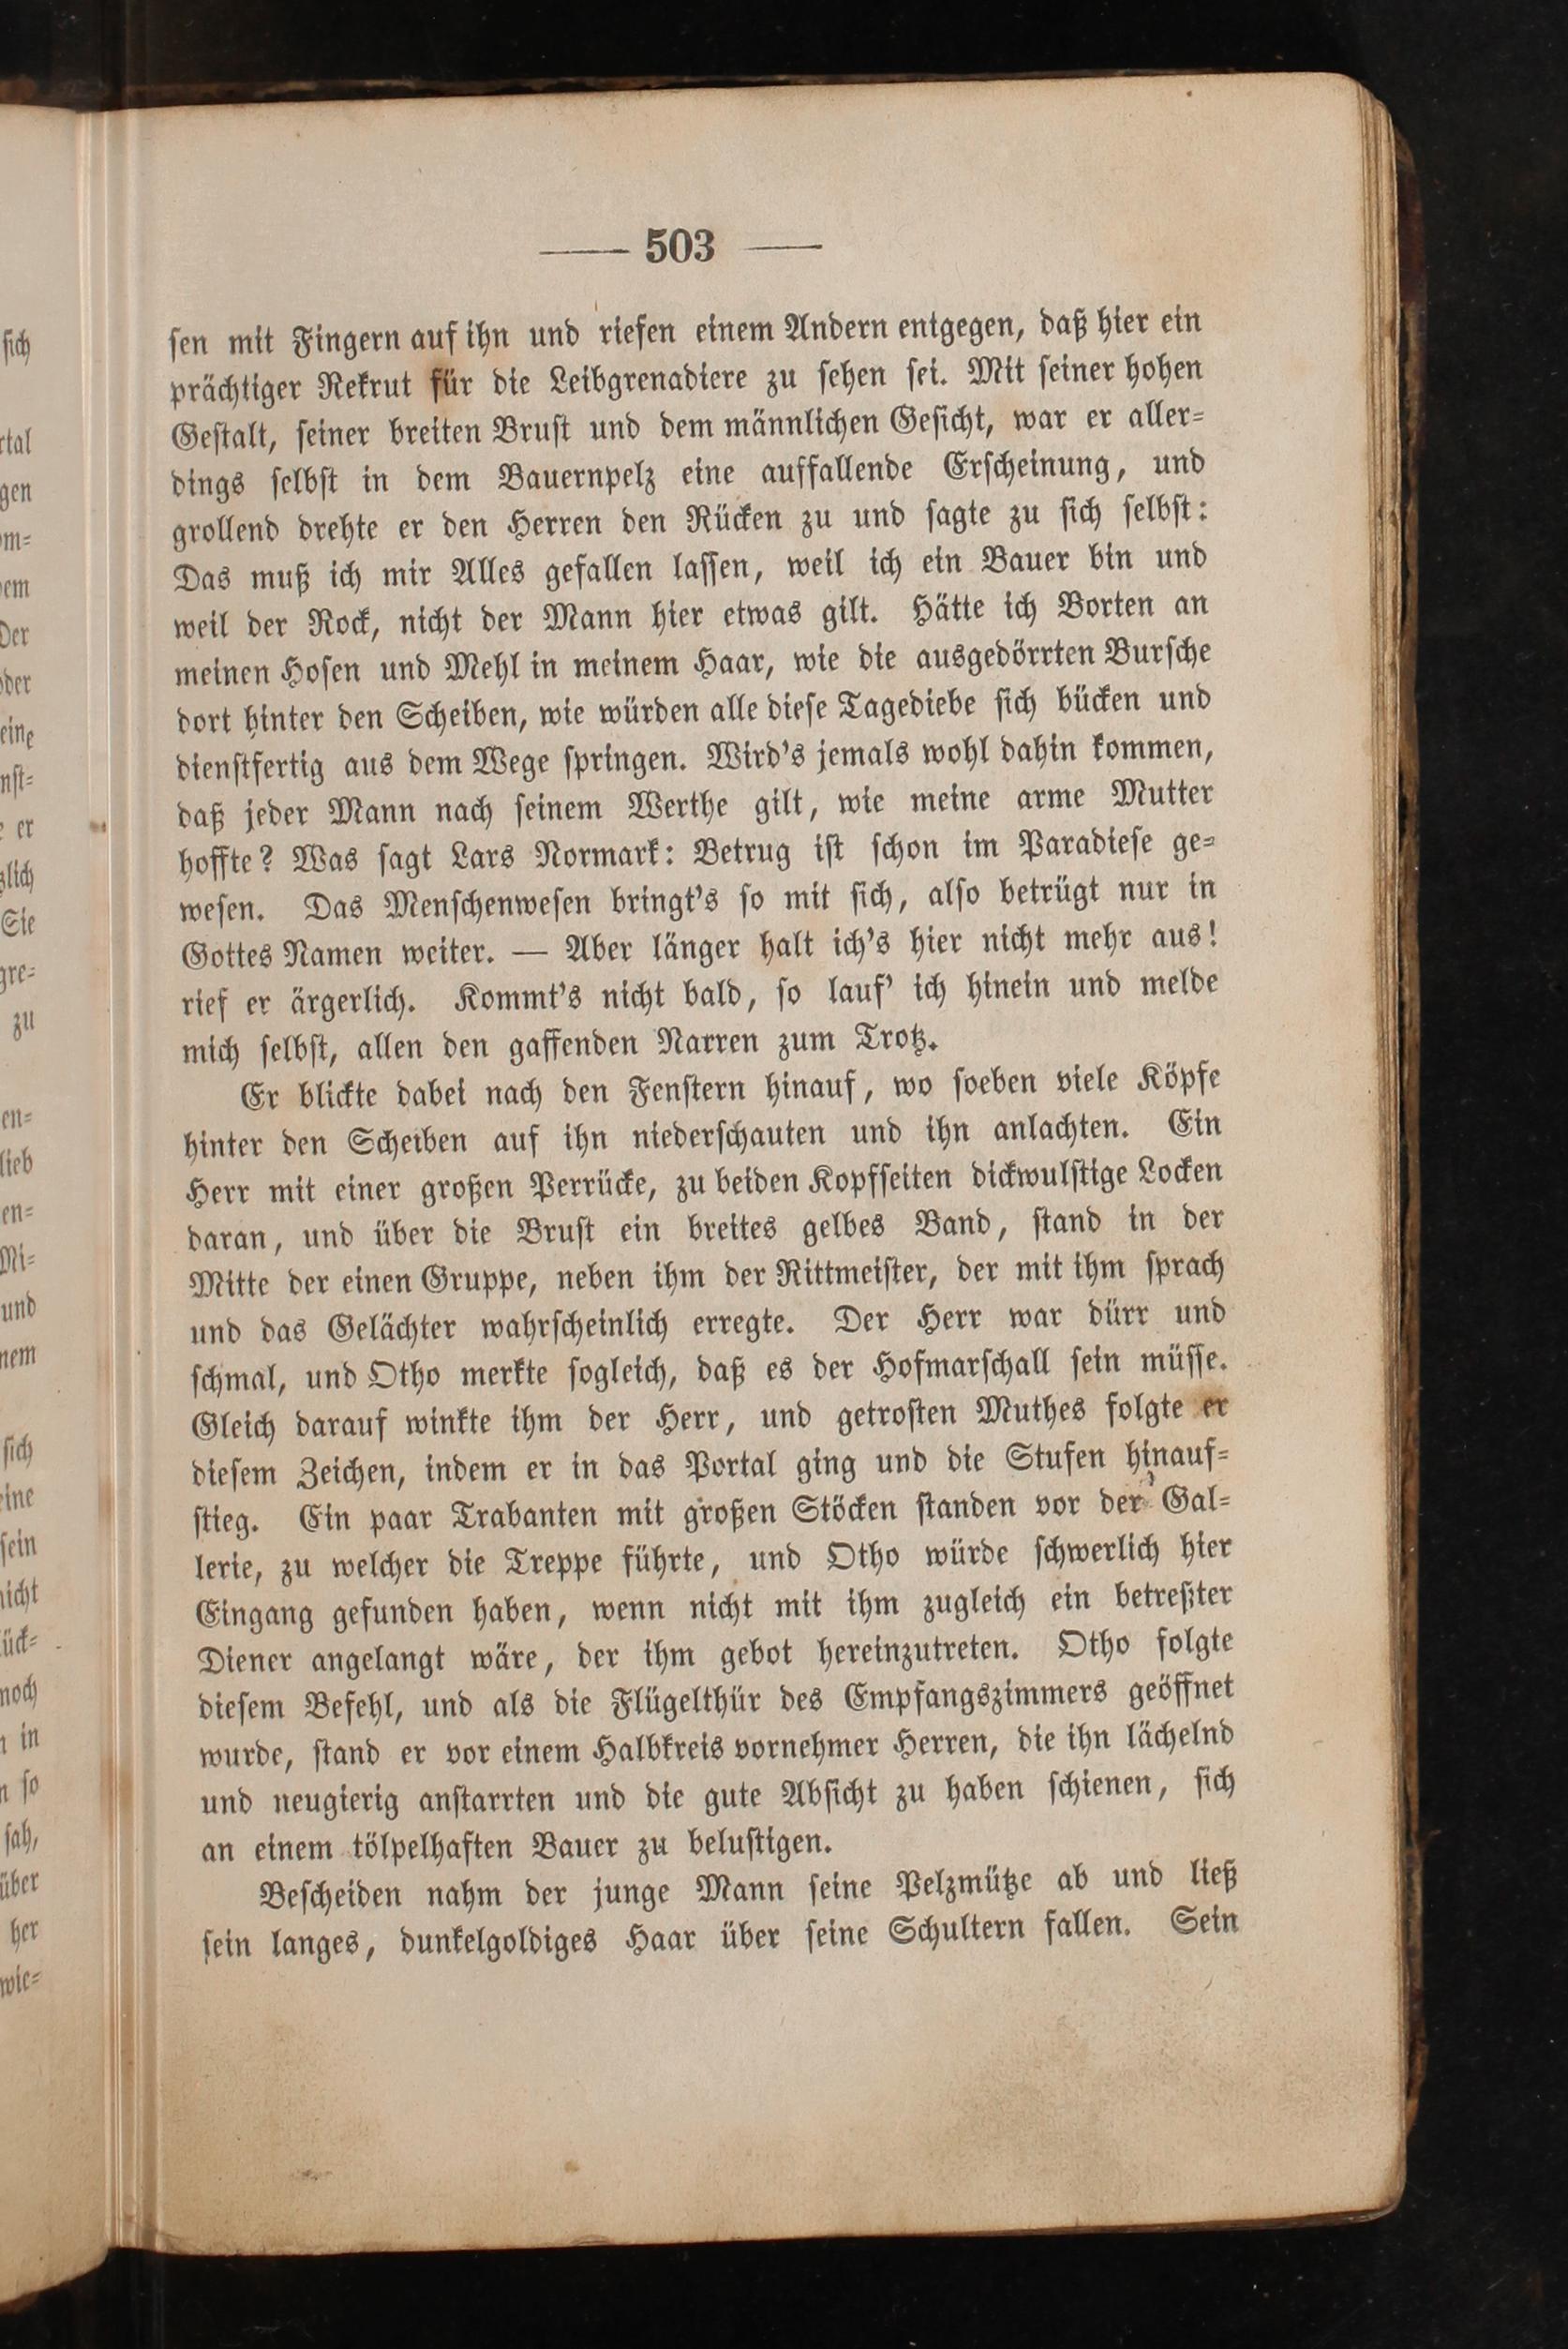 — 503 —
sen mit Fingern auf ihn und riefen einem Andern entgegen, daß hier ein
prächtiger Rekrut für die Leibgrenadiere zu sehen sei. Mit seiner hohen
Gestalt, seiner breiten Brust und dem männlichen Gesicht, war er aller=
dings selbst in dem Bauernpelz eine auffallende Erscheinung, und
grollend drehte er den Herren den Rücken zu und sagte zu sich selbst:
Das muß ich mir Alles gefallen lassen, weil ich ein Bauer bin und
weil der Rock, nicht der Mann hier etwas gilt. Hätte ich Borten an
meinen Hosen und Mehl in meinem Haar, wie die ausgedörrten Bursche
dort hinter den Scheiben, wie würden alle diese Tagediebe sich bücken und
dienstfertig aus dem Wege springen. Wird's jemals wohl dahin kommen,
daß jeder Mann nach seinem Werthe gilt, wie meine arme Mutter
hoffte? Was sagt Lars Normark: Betrug ist schon im Paradiese ge=
wesen. Das Menschenwesen bringt's so mit sich, also betrügt nur in
Gottes Namen weiter. — Aber länger halt ich's hier nicht mehr aus!
rief er ärgerlich. Kommt's nicht bald, so lauf' ich hinein und melde
mich selbst, allen den gaffenden Narren zum Trotz.
Er blickte dabei nach den Fenstern hinauf, wo soeben viele Köpfe
hinter den Scheiben auf ihn niederschauten und ihn anlachten. Ein
Herr mit einer großen Perrücke, zu beiden Kopfseiten dickwulstige Locken
daran, und über die Brust ein breites gelbes Band, stand in der
Mitte der einen Gruppe, neben ihm der Rittmeister, der mit ihm sprach
und das Gelächter wahrscheinlich erregte. Der Herr war dürr und
schmal, und Otho merkte sogleich, daß es der Hofmarschall sein müsse.
Gleich darauf winkte ihm der Herr, und getrosten Muthes folgte er
diesem Zeichen, indem er in das Portal ging und die Stufen hinauf=
stieg. Ein paar Trabanten mit großen Stöcken standen vor der Gal=
lerie, zu welcher die Treppe führte, und Otho würde schwerlich hier
Eingang gefunden haben, wenn nicht mit ihm zugleich ein betreßter
Diener angelangt wäre, der ihm gebot hereinzutreten. Otho folgte
diesem Befehl, und als die Flügelthür des Empfangszimmers geöffnet
wurde, stand er vor einem Halbkreis vornehmer Herren, die ihn lächelnd
und neugierig anstarrten und die gute Absicht zu haben schienen, sich
an einem tölpelhaften Bauer zu belustigen.
Bescheiden nahm der junge Mann seine Pelzmütze ab und ließ
sein langes, dunkelgoldiges Haar über seine Schultern fallen. Sein